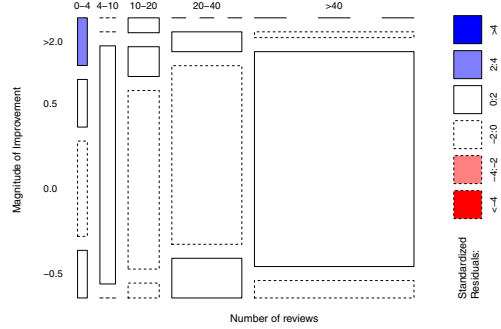 0−4 4−10 10−20 20−40 >40
>2.0
0.5
0.0
−0.5
Magnitude of Improvement
Number of reviews
>4
2:4
0:2
−2:0
−4:−2
<−4
Standardized
Residuals: